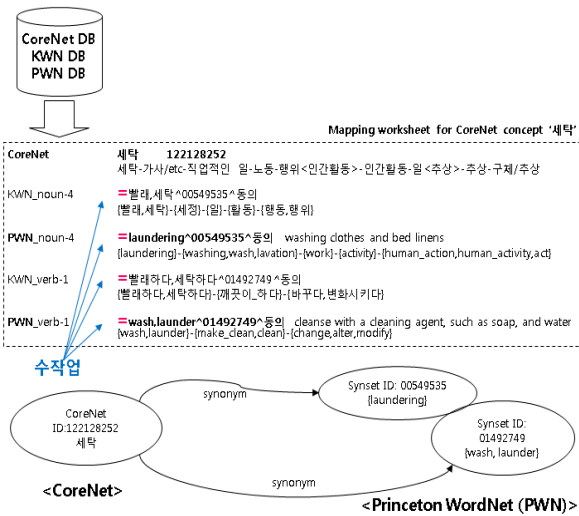 CoreNet DB
KWN DB
PWN DB
Mapping worksheet for CoreNet concept '세탁'
CoreNet 세탁 122128252
세탁-가사/etc-직업적인 일-노동-행위<인간활동>-인간활동-일<추상>-추상-구체/추상
KWN_noun-4 =빨래,세탁^00549535^동의
{빨래,세탁}-{세정}-{일}-{활동}-{행동,행위}
PWN_noun-4 =laundering^00549535^동의 washing clothes and bed linens
{laundering}-{washing,wash,lavation}-{work}-{activity}-{human_action,human_activity,act}
KWN_verb-1 =빨래하다,세탁하다^01492749^동의
{빨래하다,세탁하다}-{깨끗이_하다}-{바꾸다,변화시키다}
PWN_verb-1 =wash,launder^01492749^동의 cleanse with a cleaning agent, such as soap, and water
{wash,launder}-{make_clean,clean}-{change,alter,modify}
수작업
CoreNet
ID:122128252
세탁
synonym
Synset ID: 00549535
{laundering}
Synset ID:
01492749
{wash, launder}
synonym
<CoreNet>
<Princeton WordNet (PWN)>